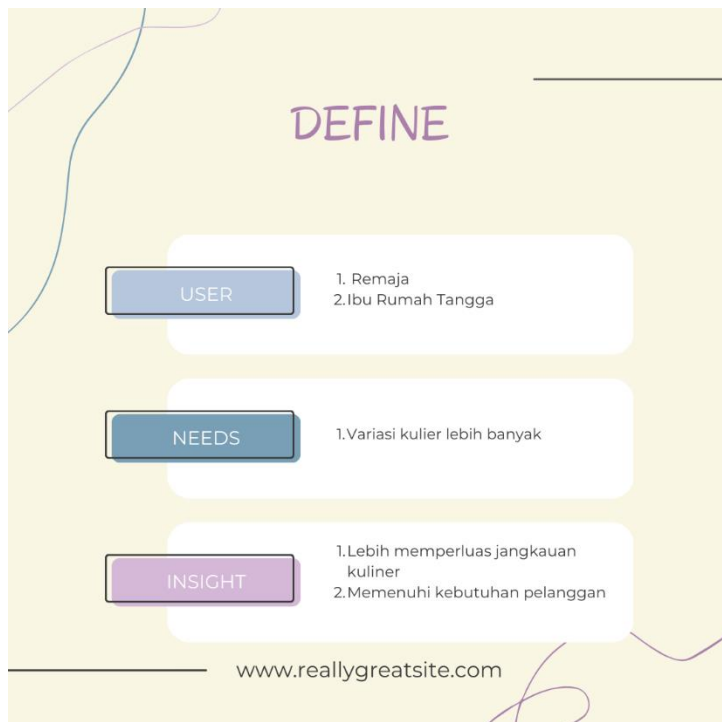 DEFINE
USER
1. Remaja
2.Ibu Rumah Tangga
NEEDS
1.Variasi kulier lebih banyak
INSIGHT
1.Lebih memperluas jangkauan
kuliner
2.Memenuhi kebutuhan pelanggan
www.reallygreatsite.com